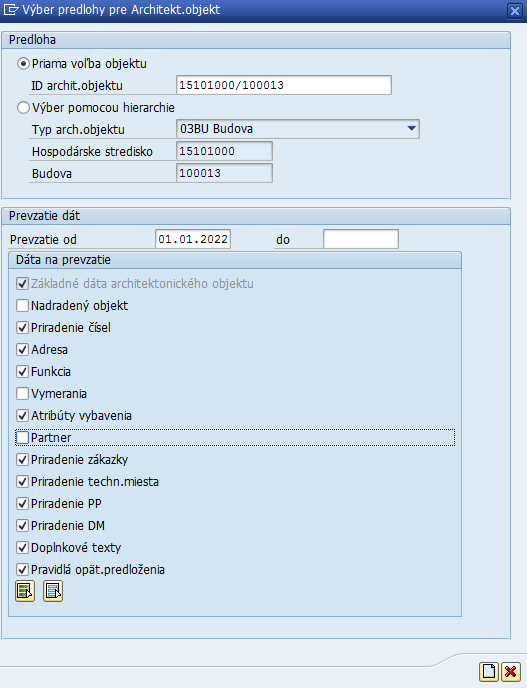 Výber predlohy pre Architekt.objekt
Predloha
Priama voľba objektu
ID archit.objektu 15101000/100013
Výber pomocou hierarchie
Typ arch.objektu 03BU Budova
Hospodárske stredisko 15101000
Budova 100013
Prevzatie dát
Prevzatie od 01.01.2022 do
Dáta na prevzatie
Základné dáta architektonického objektu
Nadradený objekt
Priradenie čísel
Adresa
Funkcia
Vymerania
Atribúty vybavenia
Partner
Priradenie zákazky
Priradenie techn.miesta
Priradenie PP
Priradenie DM
Doplnkové texty
Pravidlá opät.predloženia